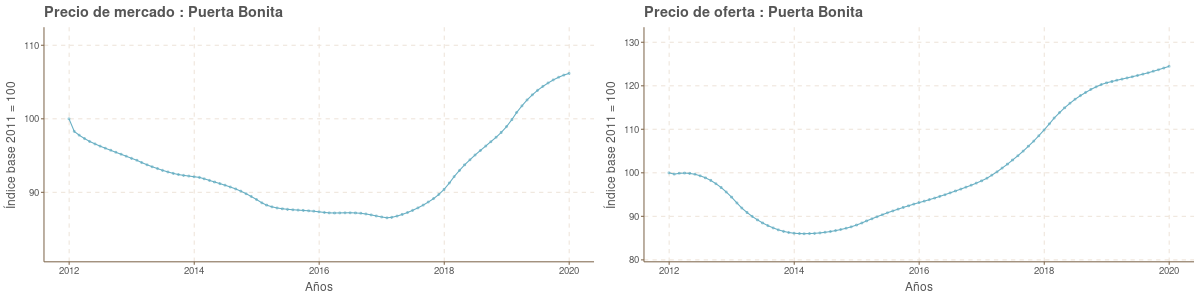 Precio de mercado : Puerta Bonita
Índice base 2011 = 100
110
100
90
2012 2014 2016 2018 2020
Años
Precio de oferta : Puerta Bonita
Índice base 2011 = 100
130
120
110
100
90
80
2012 2014 2016 2018 2020
Años